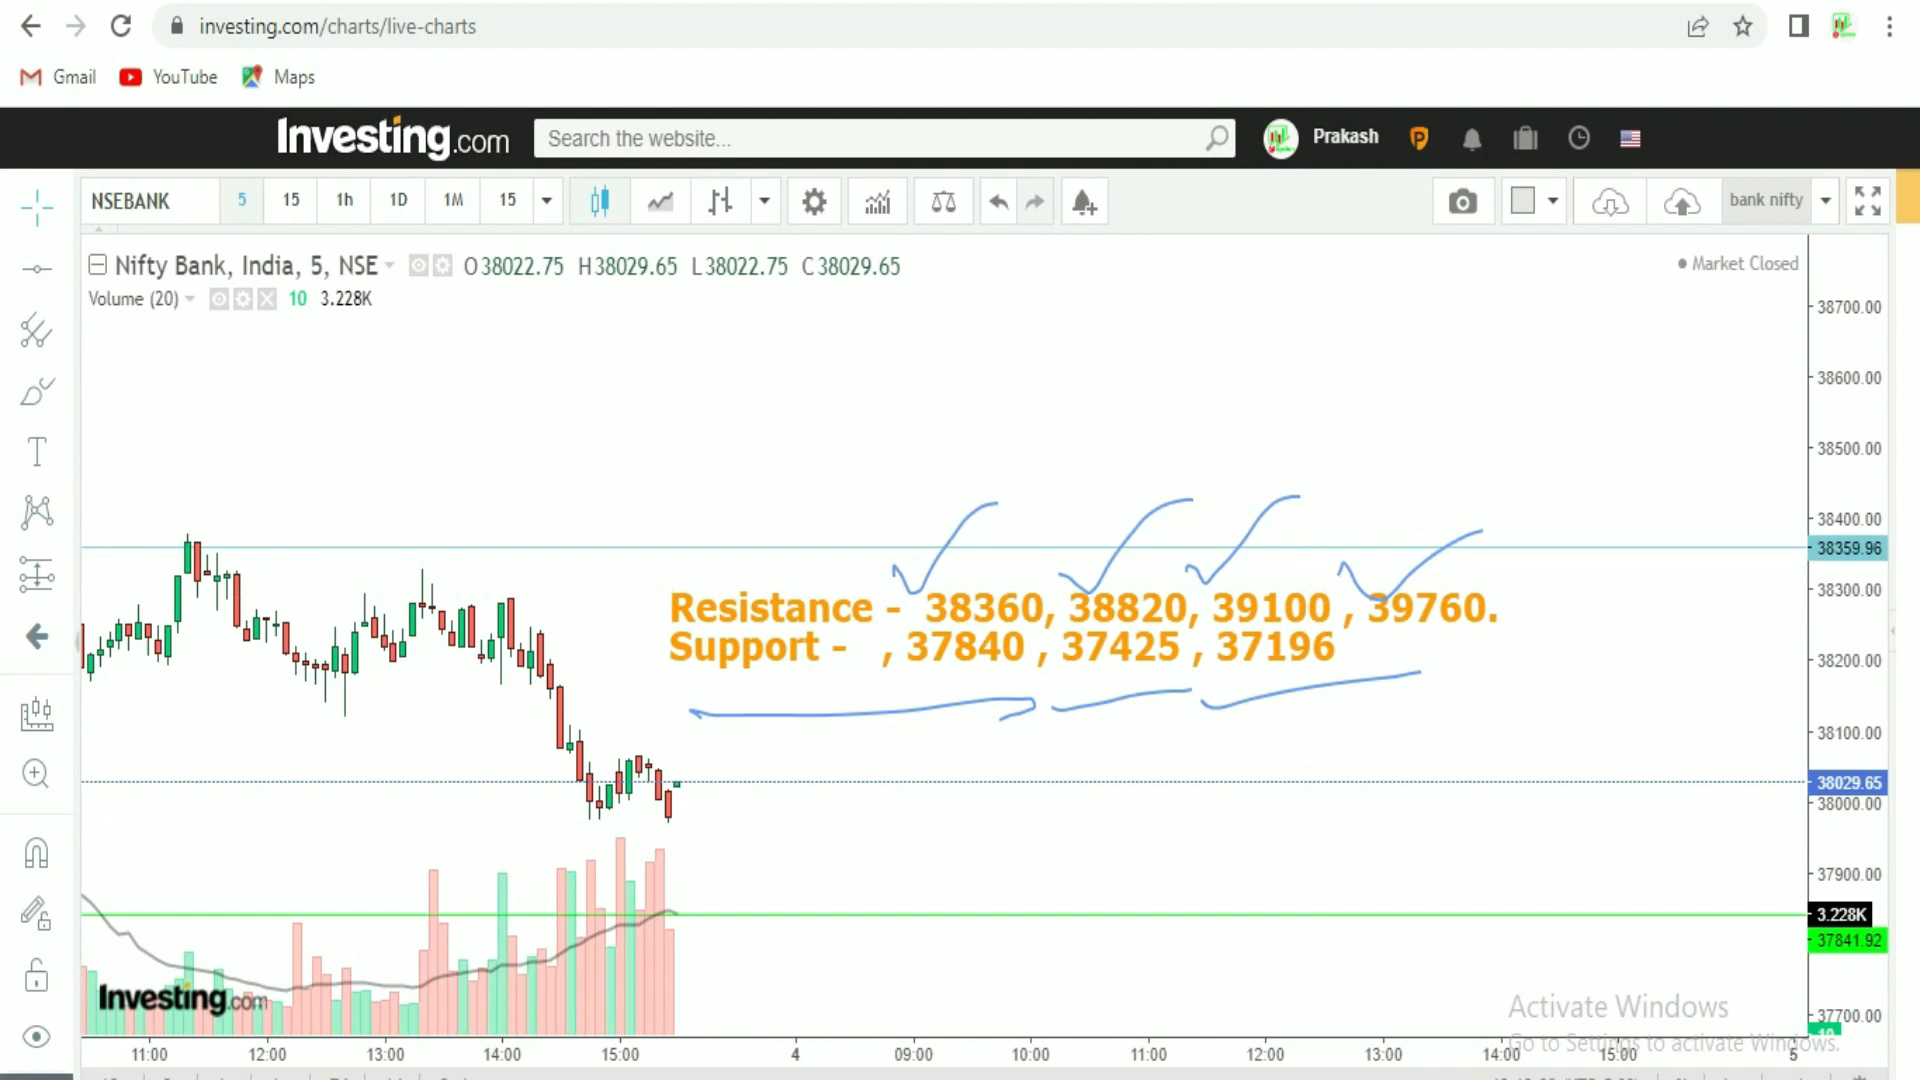 investing.com/charts/live-charts
Gmail YouTube Maps
Investing.com Search the website... Prakash
NSEBANK 5 15 1h 1D 1M 15 bank nifty
Nifty Bank, India, 5, NSE O38022.75 H38029.65 L38022.75 C38029.65
Market Closed
Volume (20) 10 3.228K
38700.00
38600.00
38500.00
38400.00
38359.96
38300.00
Resistance - 38360, 38820, 39100 , 39760.
Support - , 37840 , 37425 , 37196
38200.00
38100.00
38029.65
38000.00
37900.00
3.228K
37841.92
Investing.com
Activate Windows
37700.00
Go to Settings to activate Windows.
11:00 12:00 13:00 14:00 15:00 4 09:00 10:00 11:00 12:00 13:00 14:00 15:00 5